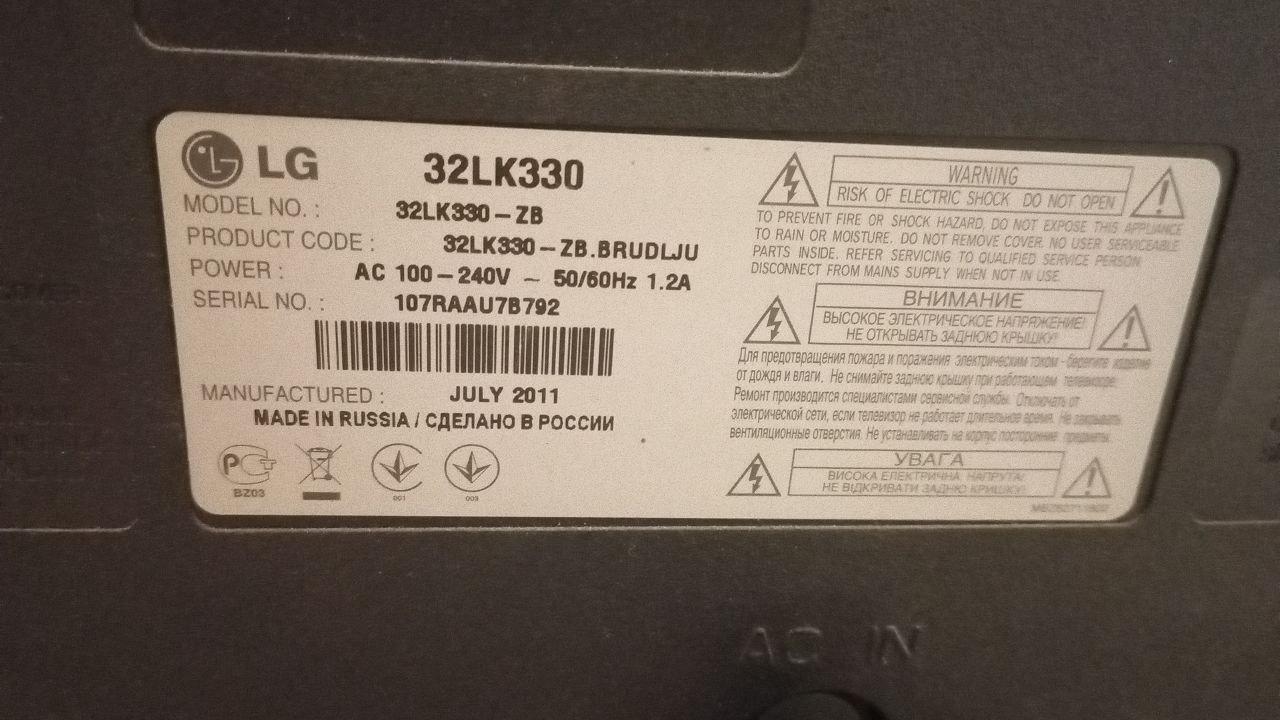 LG
32LK330
MODEL NO. : 32LK330-ZB
PRODUCT CODE : 32LK330-ZB.BRUDLJU
POWER : AC 100-240V ~ 50/60Hz 1.2A
SERIAL NO. : 107RAAU7B792
MANUFACTURED : JULY 2011
MADE IN RUSSIA / СДЕЛАНО В РОССИИ
BZ03
001
003
WARNING
RISK OF ELECTRIC SHOCK DO NOT OPEN
TO PREVENT FIRE OR SHOCK HAZARD, DO NOT EXPOSE THIS APPLIANCE
TO RAIN OR MOISTURE. DO NOT REMOVE COVER. NO USER SERVICEABLE
PARTS INSIDE. REFER SERVICING TO QUALIFIED SERVICE PERSON.
DISCONNECT FROM MAINS SUPPLY WHEN NOT IN USE.
ВНИМАНИЕ
ВЫСОКОЕ ЭЛЕКТРИЧЕСКОЕ НАПРЯЖЕНИЕ!
НЕ ОТКРЫВАТЬ ЗАДНЮЮ КРЫШКУ!
Для предотвращения пожара и поражения электрическим током - берегите изделие
от дождя и влаги. Не снимайте заднюю крышку при работающем телевизоре.
Ремонт производится специалистами сервисной службы. Отключать от
электрической сети, если телевизор не работает длительное время. Не закрывать
вентиляционные отверстия. Не устанавливать на корпус посторонние предметы.
УВАГА
ВИСОКА ЕЛЕКТРИЧНА НАПРУГА!
НЕ ВІДКРИВАТИ ЗАДНЮ КРИШКУ!
AC IN